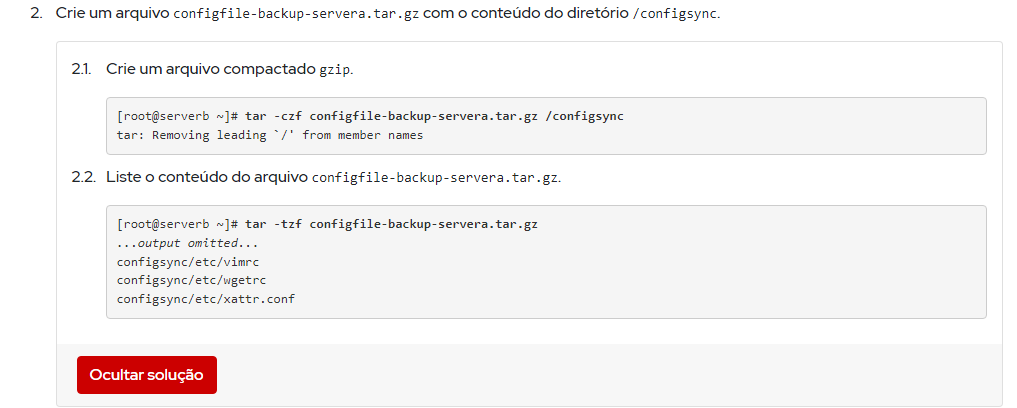 2. Crie um arquivo configfile-backup-servera.tar.gz com o conteúdo do diretório /configsync.
2.1. Crie um arquivo compactado gzip.
[root@serverb ~]# tar -czf configfile-backup-servera.tar.gz /configsync
tar: Removing leading `/' from member names
2.2. Liste o conteúdo do arquivo configfile-backup-servera.tar.gz.
[root@serverb ~]# tar -tzf configfile-backup-servera.tar.gz
...output omitted...
configsync/etc/vimrc
configsync/etc/wgetrc
configsync/etc/xattr.conf
Ocultar solução